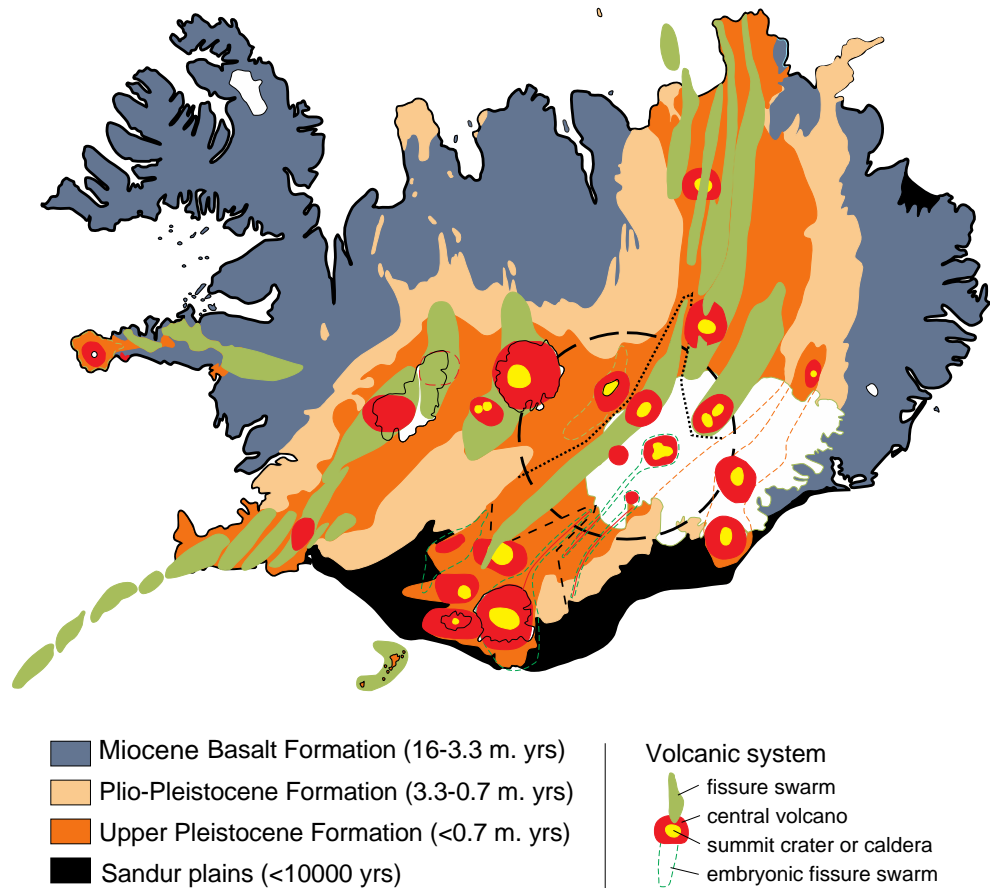 Miocene Basalt Formation (16-3.3 m. yrs)
Plio-Pleistocene Formation (3.3-0.7 m. yrs)
Upper Pleistocene Formation (<0.7 m. yrs)
Sandur plains (<10000 yrs)
Volcanic system
fissure swarm
central volcano
summit crater or caldera
embryonic fissure swarm